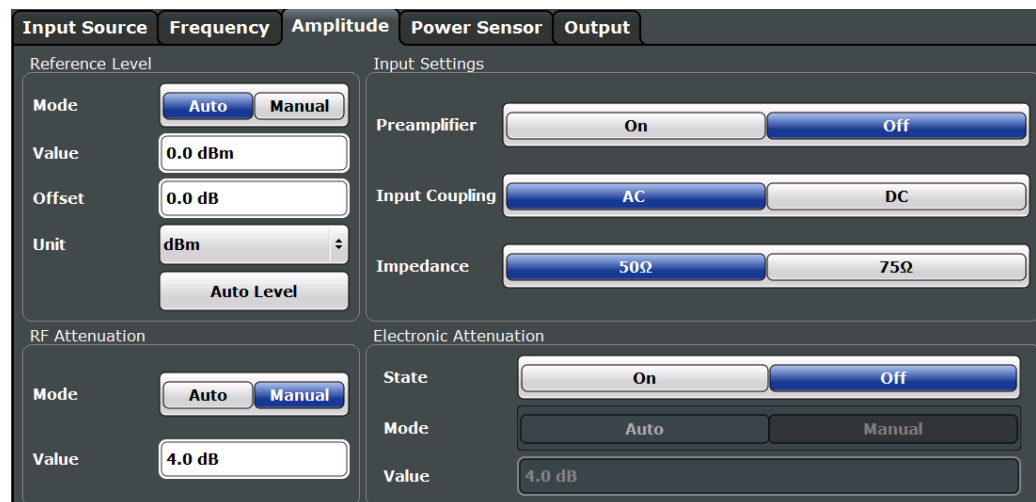 Input Source Frequency Amplitude Power Sensor Output
Reference Level
Mode Auto Manual
Value 0.0 dBm
Offset 0.0 dB
Unit dBm
Auto Level
Input Settings
Preamplifier On Off
Input Coupling AC DC
Impedance 50Ω 75Ω
RF Attenuation
Mode Auto Manual
Value 4.0 dB
Electronic Attenuation
State On Off
Mode Auto Manual
Value 4.0 dB